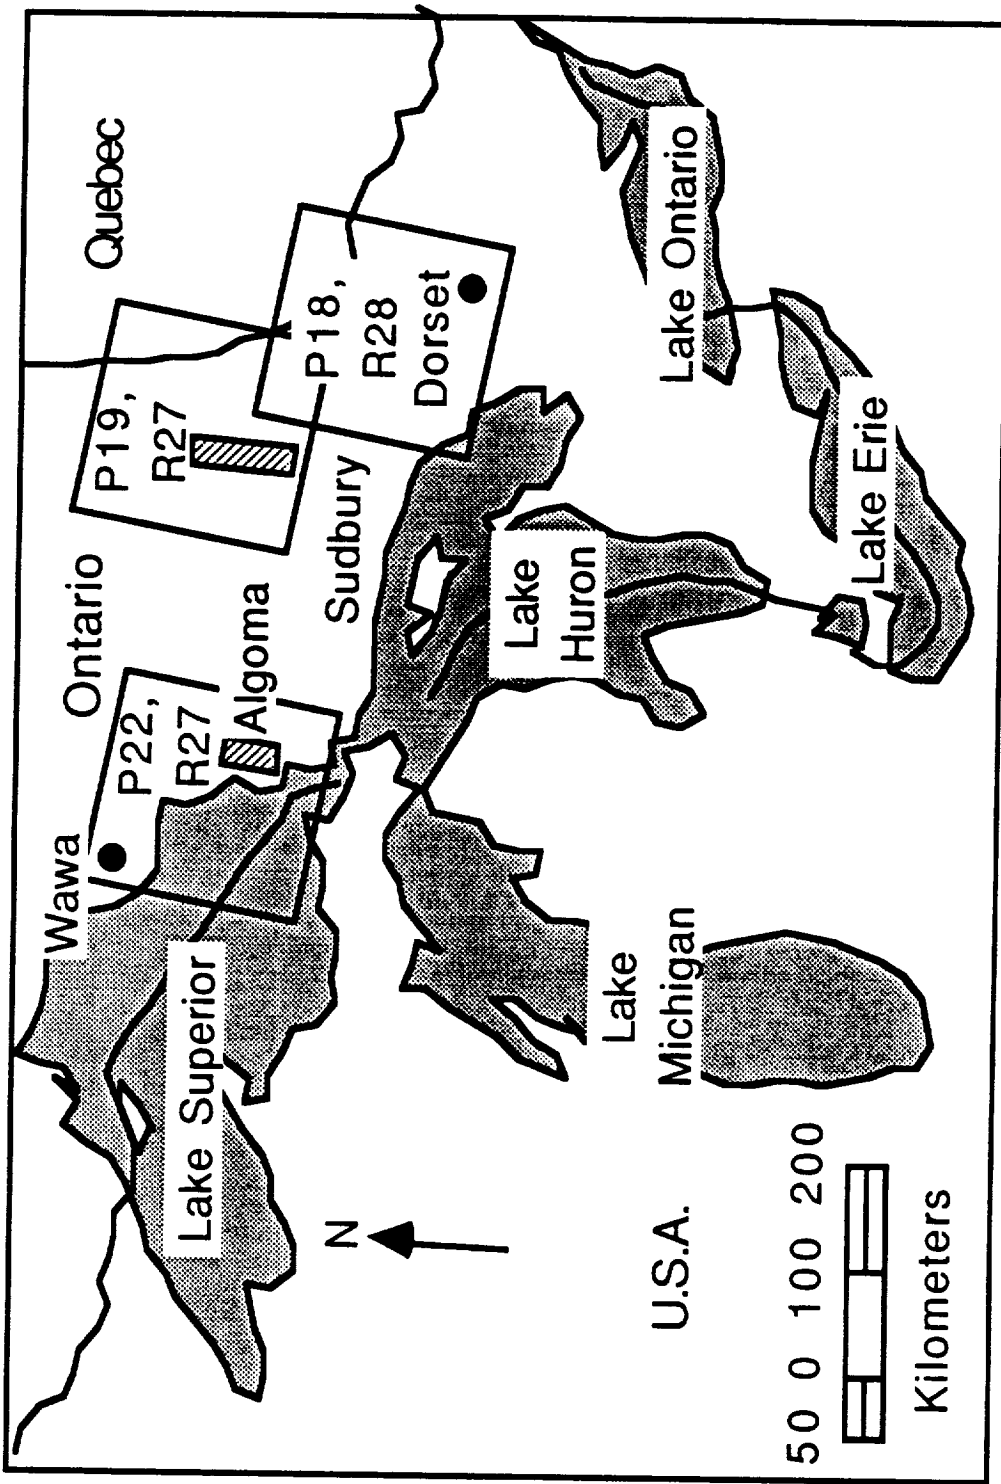 Wawa
Ontario
Quebec
P22,
R27
Algoma
P19,
R27
P18,
R28
Dorset
Sudbury
Lake Superior
N
Lake
Huron
Lake
Michigan
Lake Ontario
Lake Erie
U.S.A.
50 0 100 200
Kilometers